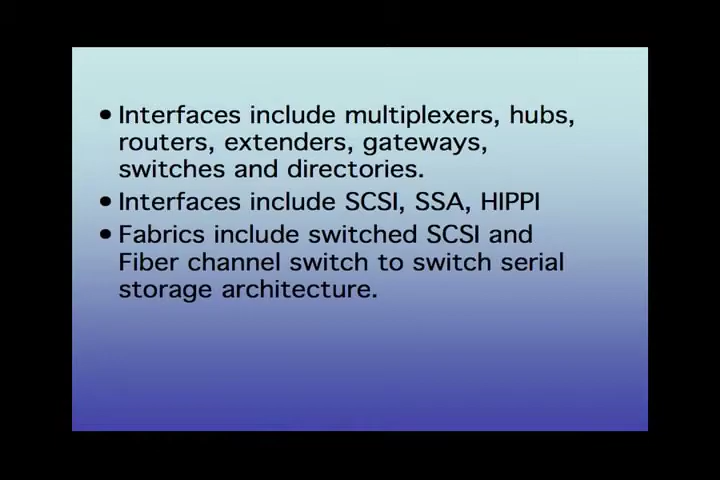 • Interfaces include multiplexers, hubs,
routers, extenders, gateways,
switches and directories.
• Interfaces include SCSI, SSA, HIPPI
• Fabrics include switched SCSI and
Fiber channel switch to switch serial
storage architecture.